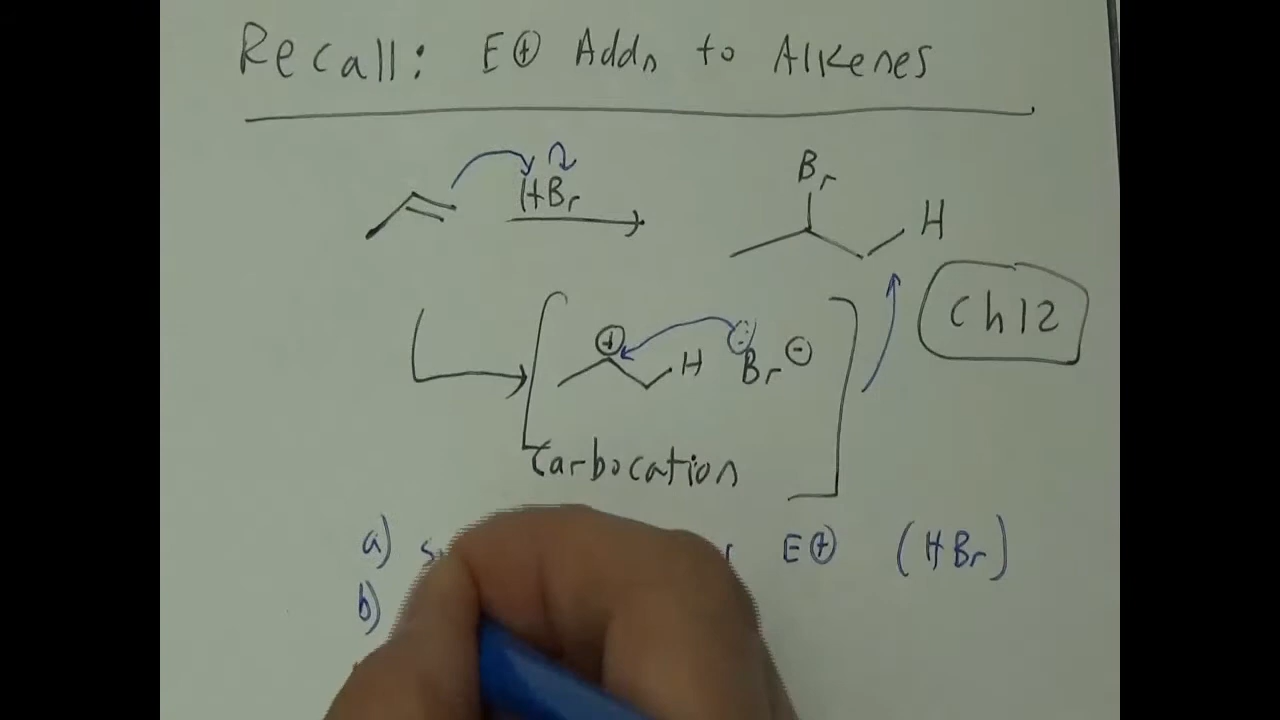 Recall: E⊕ Addn to Alkenes
HBr
Br
H
Ch12
⊕ H :Br ⊖
Carbocation
a) E⊕ (HBr)
b)